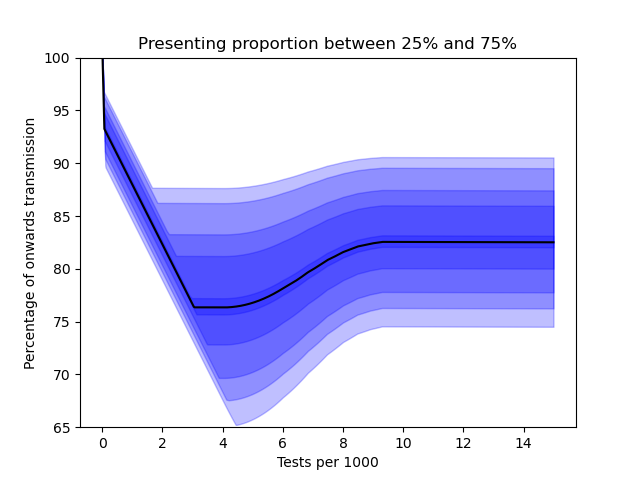 Presenting proportion between 25% and 75%
100
95
90
85
80
75
70
65
Percentage of onwards transmission
0 2 4 6 8 10 12 14
Tests per 1000